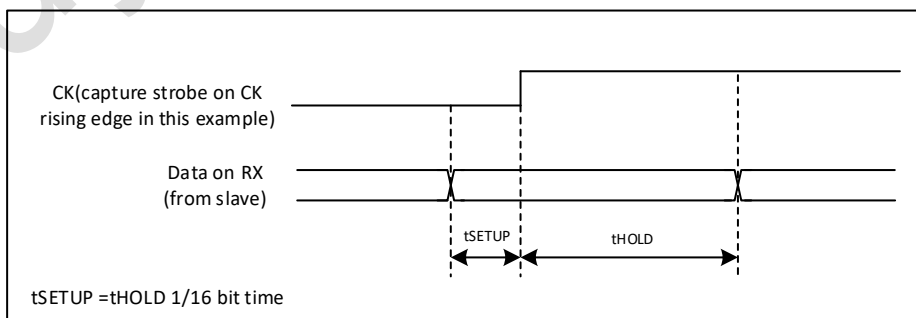 CK(capture strobe on CK
rising edge in this example)
Data on RX
(from slave)
tSETUP
tHOLD
tSETUP =tHOLD 1/16 bit time